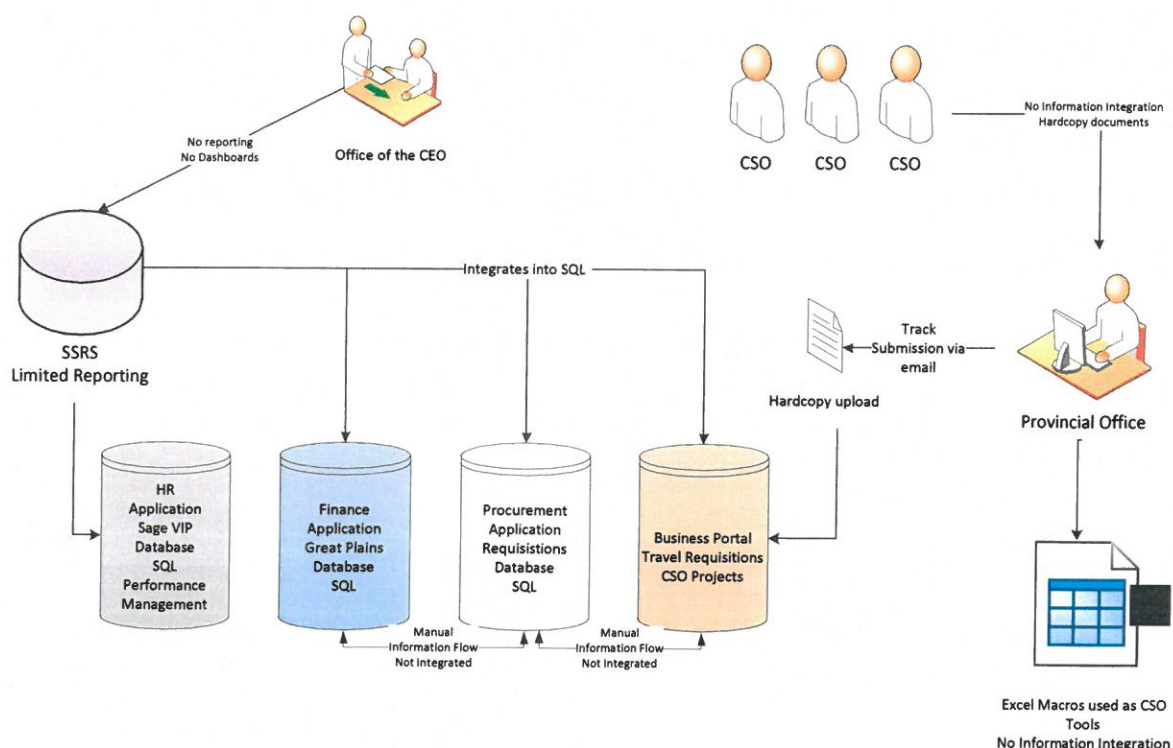 No reporting
No Dashboards
Office of the CEO
CSO
CSO
CSO
No Information Integration
Hardcopy documents
Integrates into SQL
SSRS
Limited Reporting
Track
Submission via
email
Hardcopy upload
Provincial Office
HR
Application
Sage VIP
Database
SQL
Performance
Management
Finance
Application
Great Plains
Database
SQL
Procurement
Application
Requisistions
Database
SQL
Business Portal
Travel Requisitions
CSO Projects
Manual
Information Flow
Not Integrated
Manual
Information Flow
Not Integrated
Excel Macros used as CSO
Tools
No Information Integration